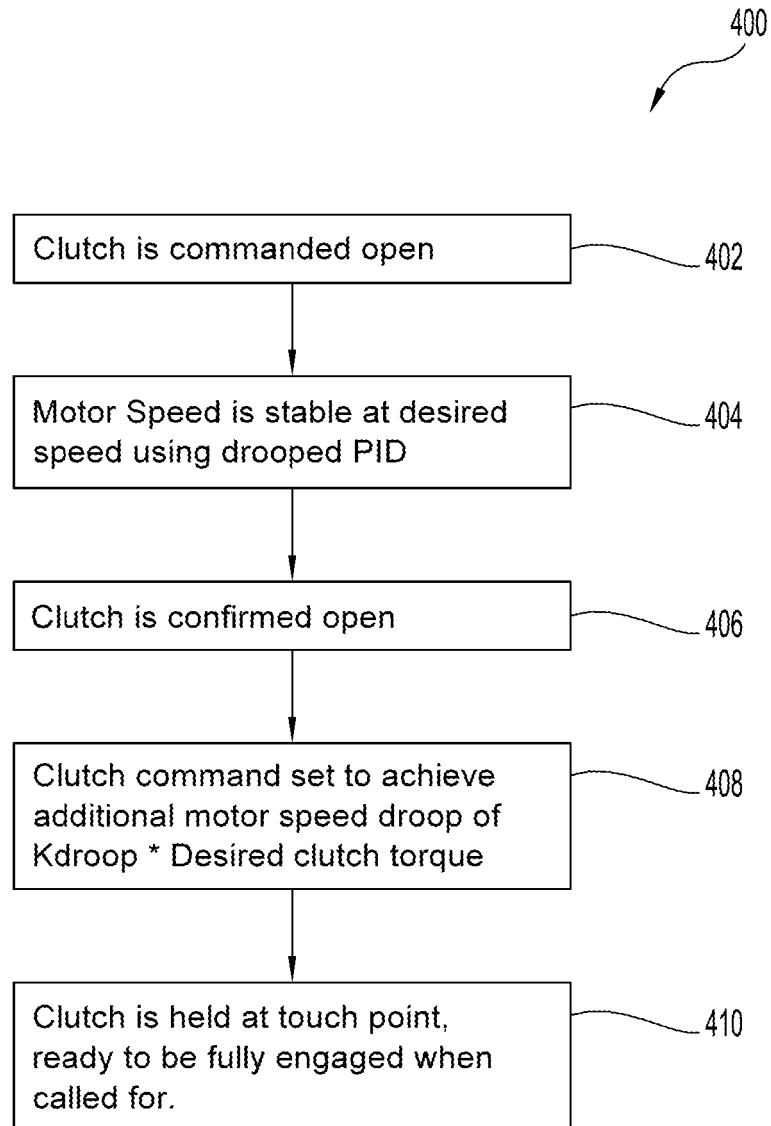 400
Clutch is commanded open
402
Motor Speed is stable at desired
speed using drooped PID
404
Clutch is confirmed open
406
Clutch command set to achieve
additional motor speed droop of
Kdroop * Desired clutch torque
408
Clutch is held at touch point,
ready to be fully engaged when
called for.
410